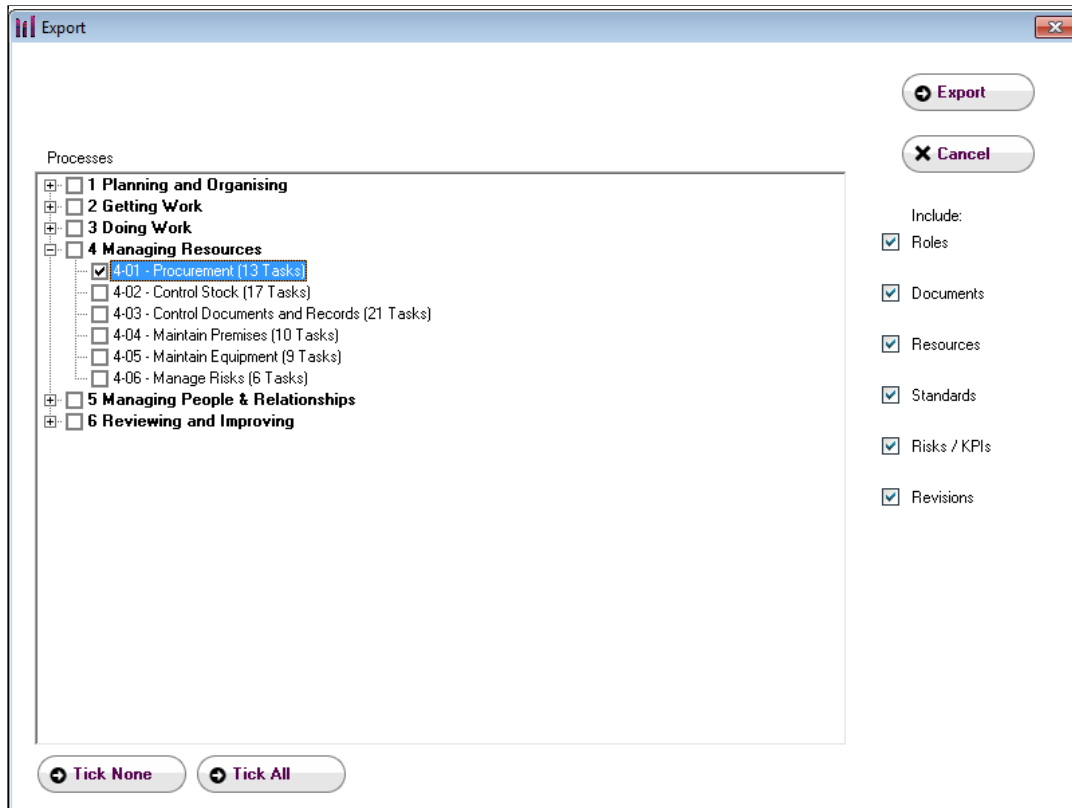 Export
Export
Cancel
Processes
1 Planning and Organising
2 Getting Work
3 Doing Work
4 Managing Resources
4-01 - Procurement (13 Tasks)
4-02 - Control Stock (17 Tasks)
4-03 - Control Documents and Records (21 Tasks)
4-04 - Maintain Premises (10 Tasks)
4-05 - Maintain Equipment (9 Tasks)
4-06 - Manage Risks (6 Tasks)
5 Managing People & Relationships
6 Reviewing and Improving
Include:
Roles
Documents
Resources
Standards
Risks / KPIs
Revisions
Tick None
Tick All